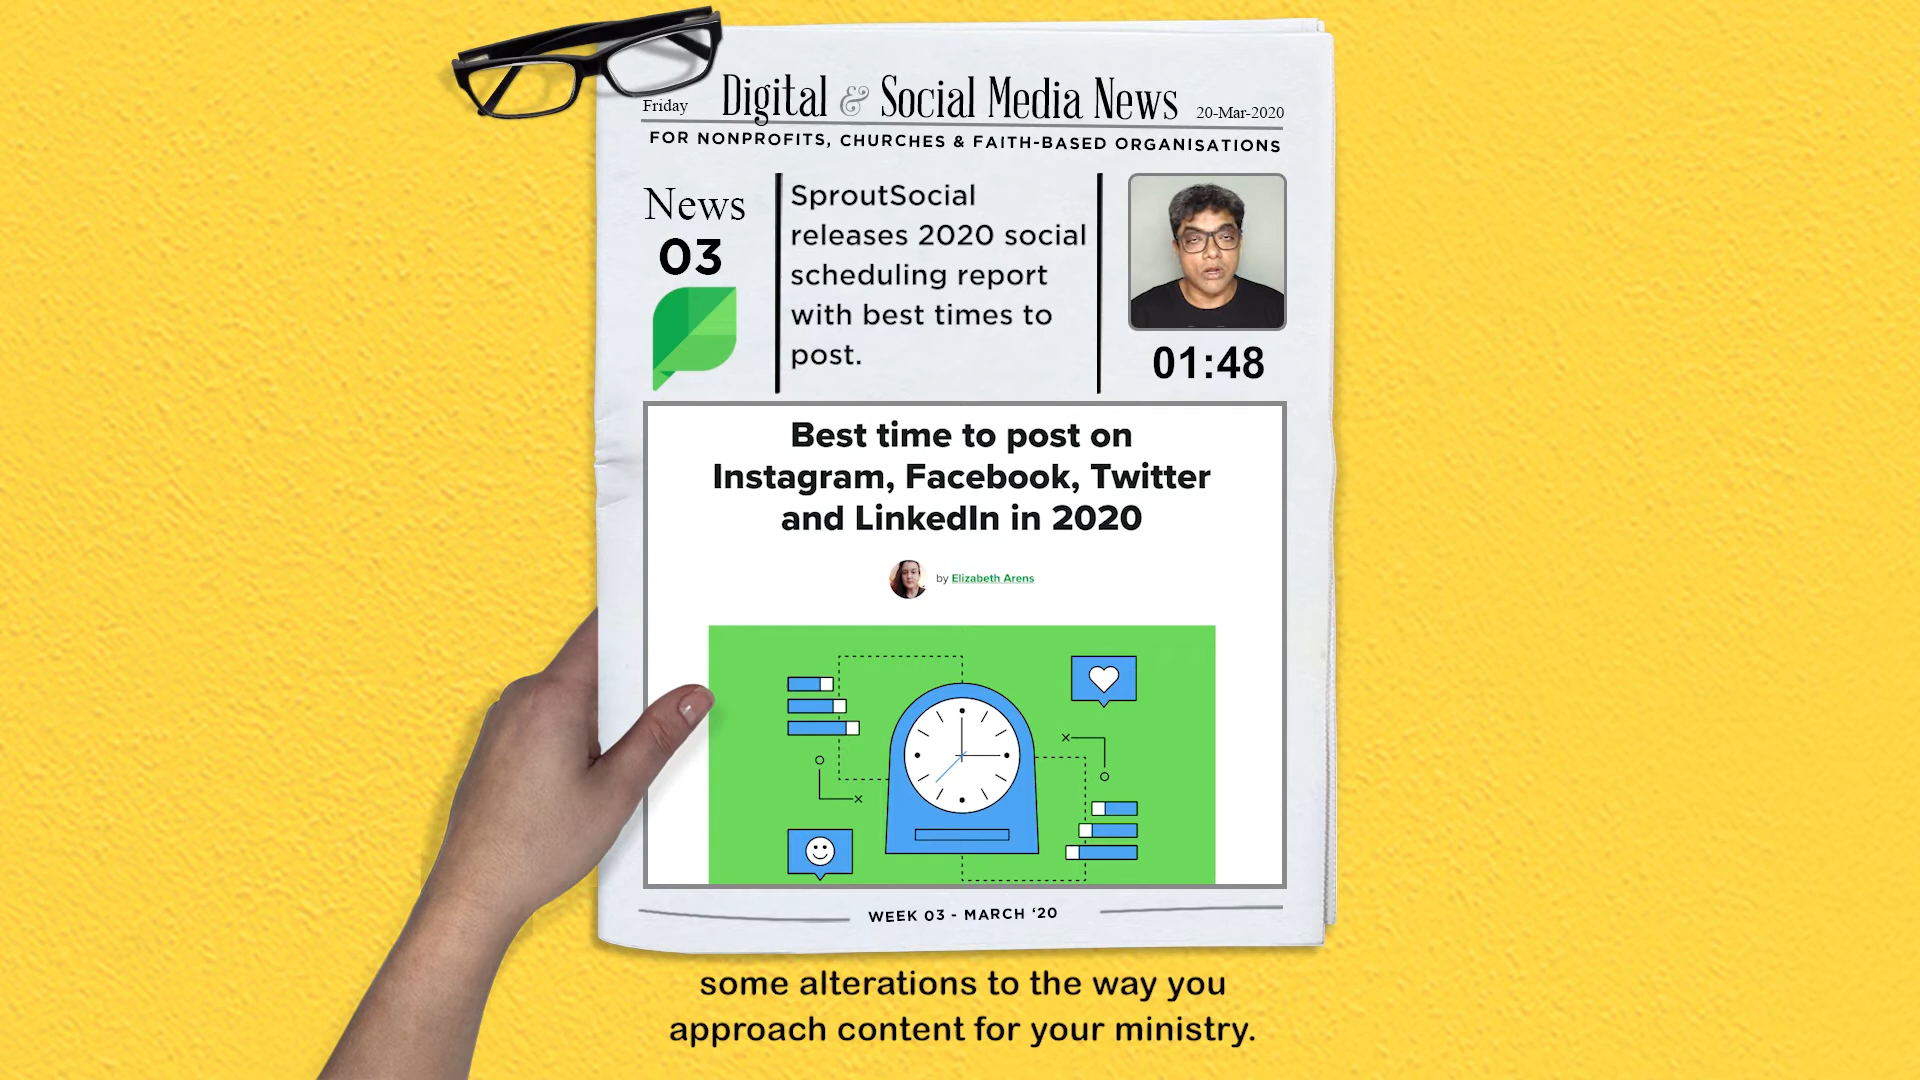 Friday
Digital & Social Media News
20-Mar-2020
FOR NONPROFITS, CHURCHES & FAITH-BASED ORGANISATIONS
News
03
SproutSocial
releases 2020 social
scheduling report
with best times to
post.
01:48
Best time to post on
Instagram, Facebook, Twitter
and LinkedIn in 2020
by Elizabeth Arens
WEEK 03 - MARCH ‘20
some alterations to the way you
approach content for your ministry.